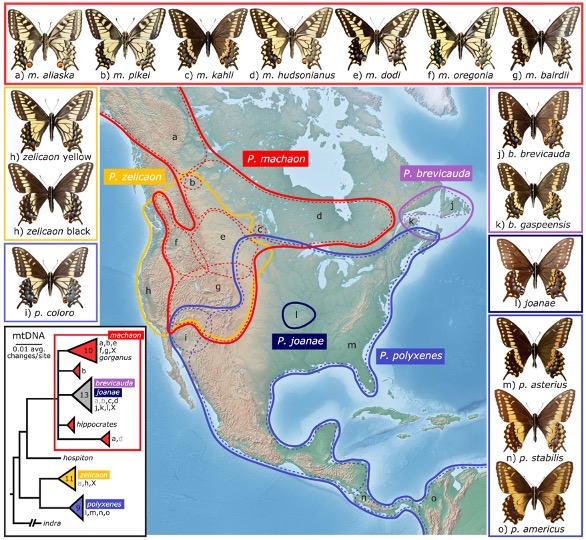 a) m. aliaska b) m. pikei c) m. kahli d) m. hudsonianus e) m. dodi f) m. oregonia g) m. bairdii
h) zelicaon yellow
h) zelicaon black
i) p. coloro
P. machaon
P. zelicaon
P. brevicauda
P. joanae
P. polyxenes
a
b
c
d
e
f
g
h
i
j
k
l
m
n
o
j) b. brevicauda
k) b. gaspeensis
l) joanae
m) p. asterius
n) p. stabilis
o) p. americus
mtDNA
0.01 avg.
changes/site
machaon
10
a,b,e
f,g,X
gorganus
b
brevicauda
joanae
13
a,b,c,d
j,k,l,X
hippocrates
a,d
hospiton
zelicaon
11
a,h,X
polyxenes
9
i,m,n,o
indra